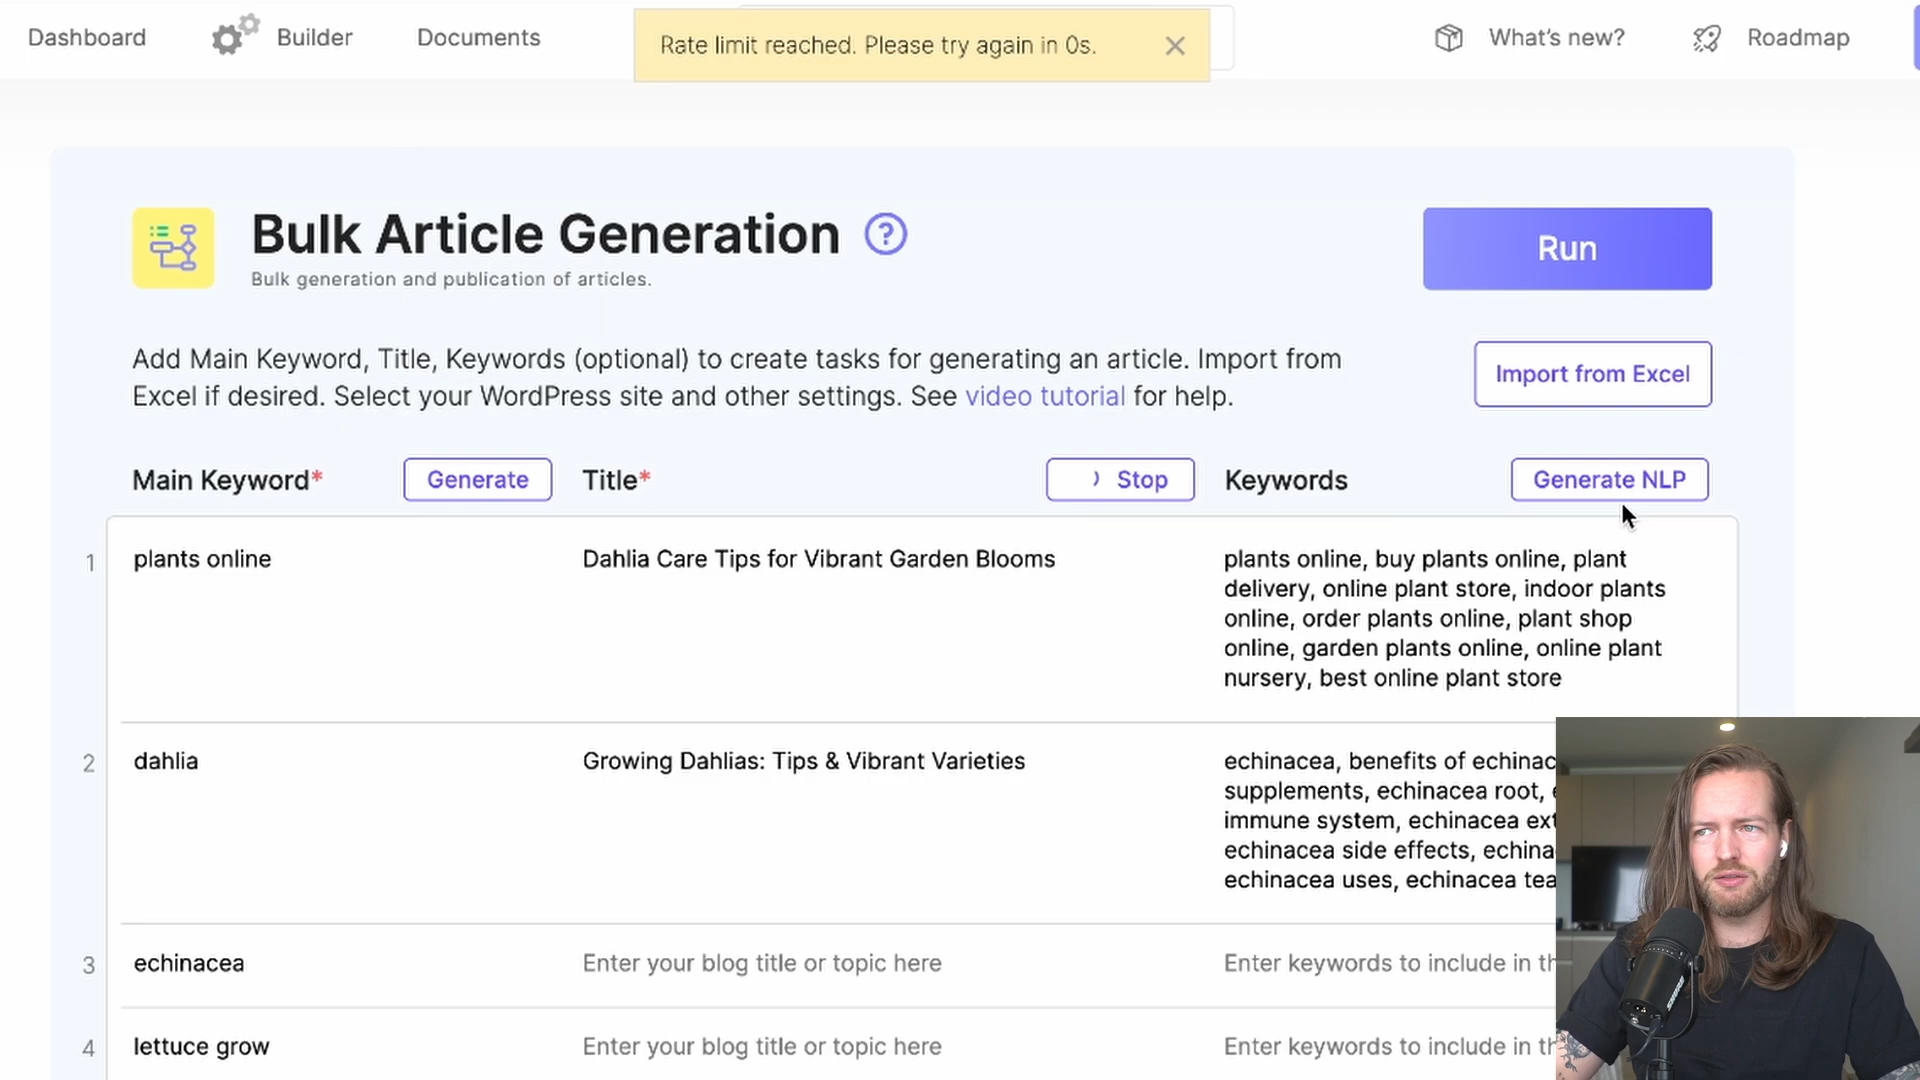 Dashboard
Builder
Documents
Rate limit reached. Please try again in 0s.
What's new?
Roadmap
Bulk Article Generation ?
Bulk generation and publication of articles.
Run
Add Main Keyword, Title, Keywords (optional) to create tasks for generating an article. Import from
Excel if desired. Select your WordPress site and other settings. See video tutorial for help.
Import from Excel
Main Keyword*
Generate
Title*
Stop
Keywords
Generate NLP
1
plants online
Dahlia Care Tips for Vibrant Garden Blooms
plants online, buy plants online, plant
delivery, online plant store, indoor plants
online, order plants online, plant shop
online, garden plants online, online plant
nursery, best online plant store
2
dahlia
Growing Dahlias: Tips & Vibrant Varieties
echinacea, benefits of echinac
supplements, echinacea root,
immune system, echinacea ext
echinacea side effects, echina
echinacea uses, echinacea tea
3
echinacea
Enter your blog title or topic here
Enter keywords to include in th
4
lettuce grow
Enter your blog title or topic here
Enter keywords to include in th